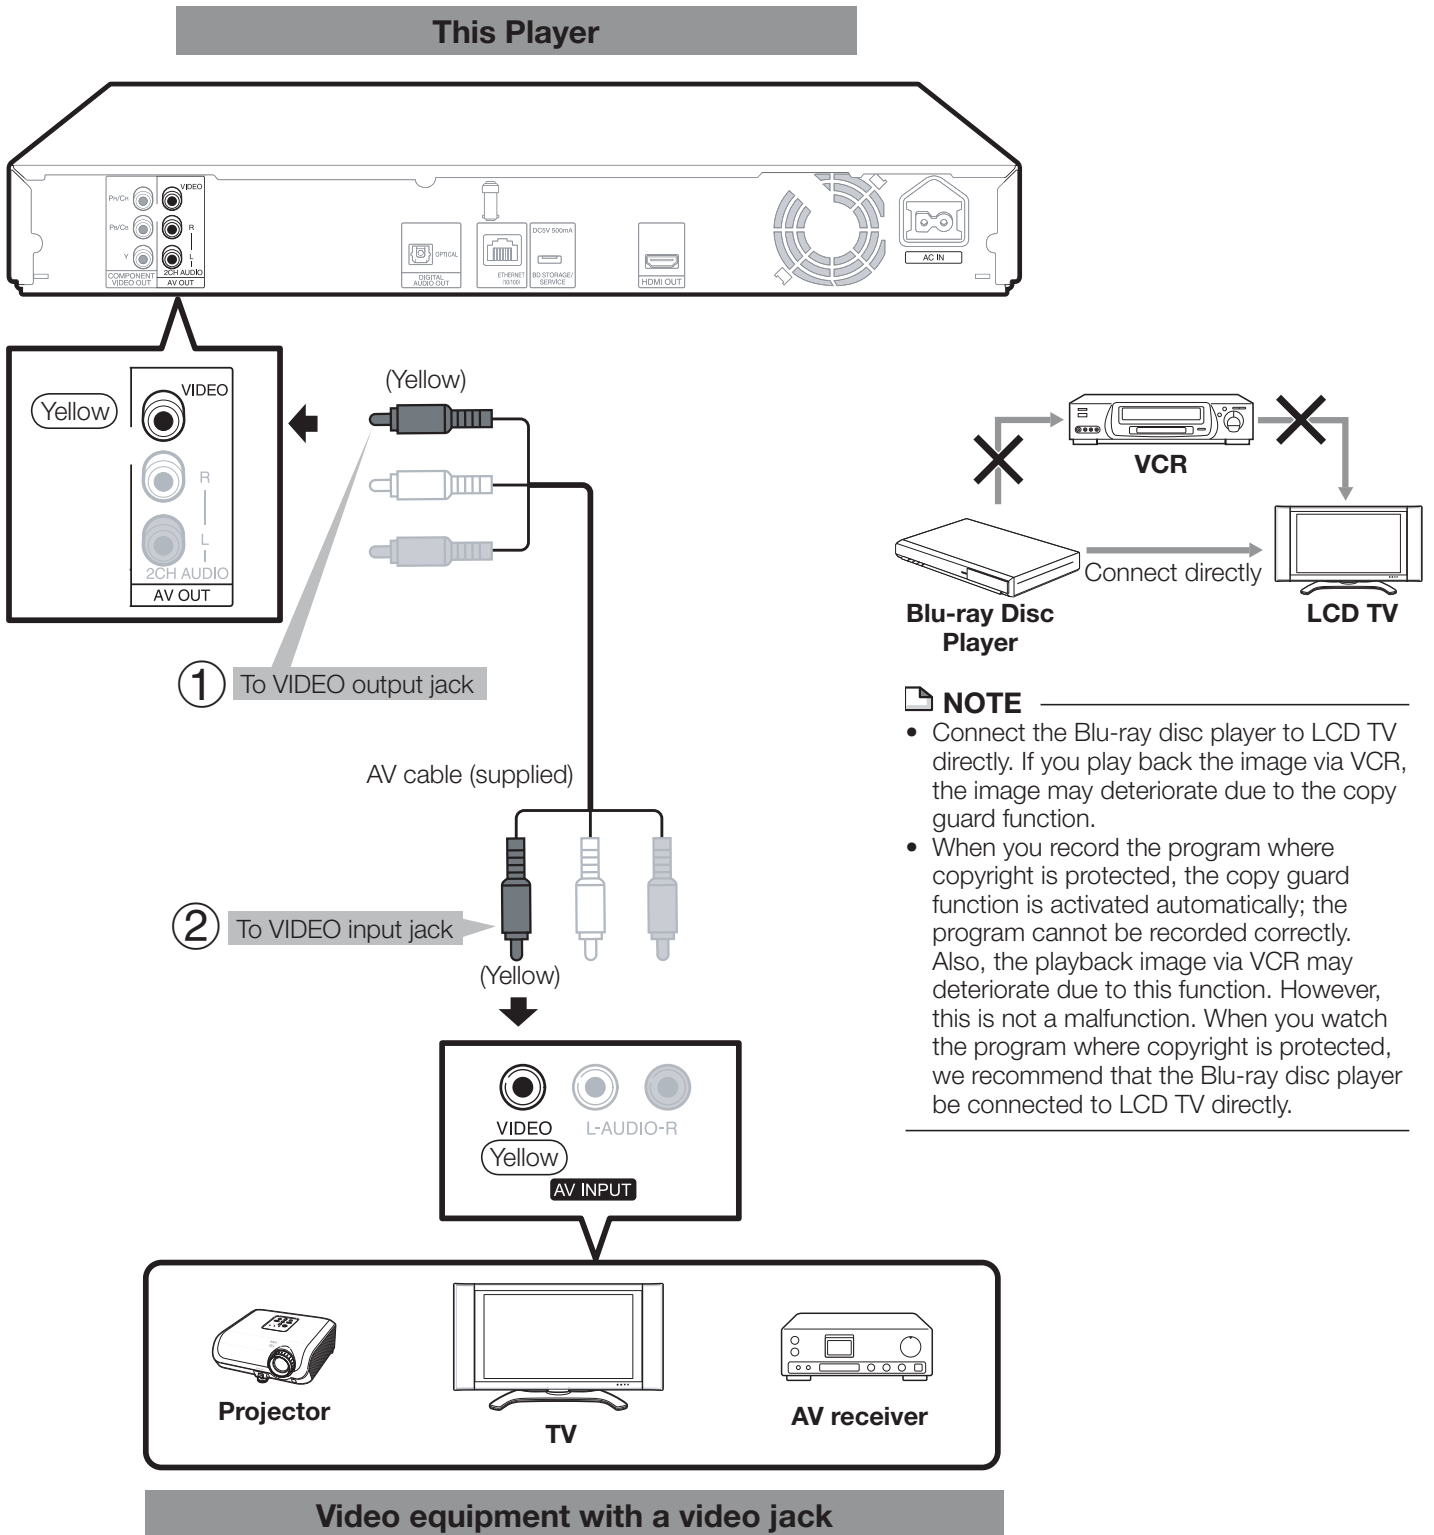 This Player
PR/CR
PB/CB
Y
COMPONENT
VIDEO OUT
VIDEO
R
L
2CH AUDIO
AV OUT
OPTICAL
DIGITAL
AUDIO OUT
ETHERNET
(10/100)
DC5V 500mA
BD STORAGE/
SERVICE
HDMI OUT
AC IN
Yellow
VIDEO
R
L
2CH AUDIO
AV OUT
(Yellow)
1 To VIDEO output jack
AV cable (supplied)
2 To VIDEO input jack
(Yellow)
VIDEO
L-AUDIO-R
Yellow
AV INPUT
Projector
TV
AV receiver
Video equipment with a video jack
VCR
Connect directly
Blu-ray Disc
Player
LCD TV
NOTE
• Connect the Blu-ray disc player to LCD TV
directly. If you play back the image via VCR,
the image may deteriorate due to the copy
guard function.
• When you record the program where
copyright is protected, the copy guard
function is activated automatically; the
program cannot be recorded correctly.
Also, the playback image via VCR may
deteriorate due to this function. However,
this is not a malfunction. When you watch
the program where copyright is protected,
we recommend that the Blu-ray disc player
be connected to LCD TV directly.